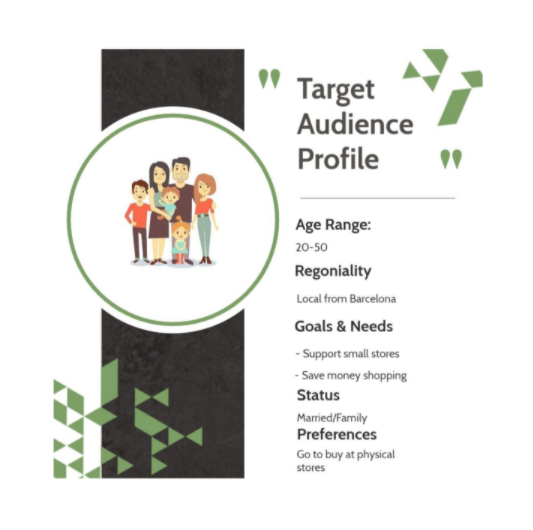 Target
Audience
Profile
Age Range:
20-50
Regoniality
Local from Barcelona
Goals & Needs
- Support small stores
- Save money shopping
Status
Married/Family
Preferences
Go to buy at physical
stores